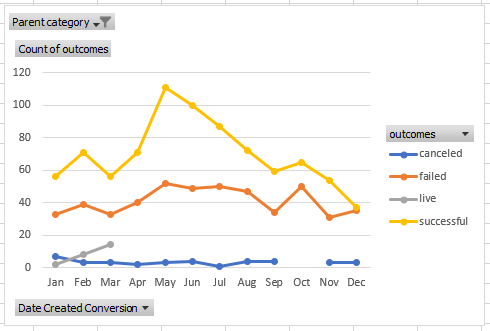 Parent category
Count of outcomes
120
100
80
60
40
20
0
Jan Feb Mar Apr May Jun Jul Aug Sep Oct Nov Dec
outcomes
canceled
failed
live
successful
Date Created Conversion